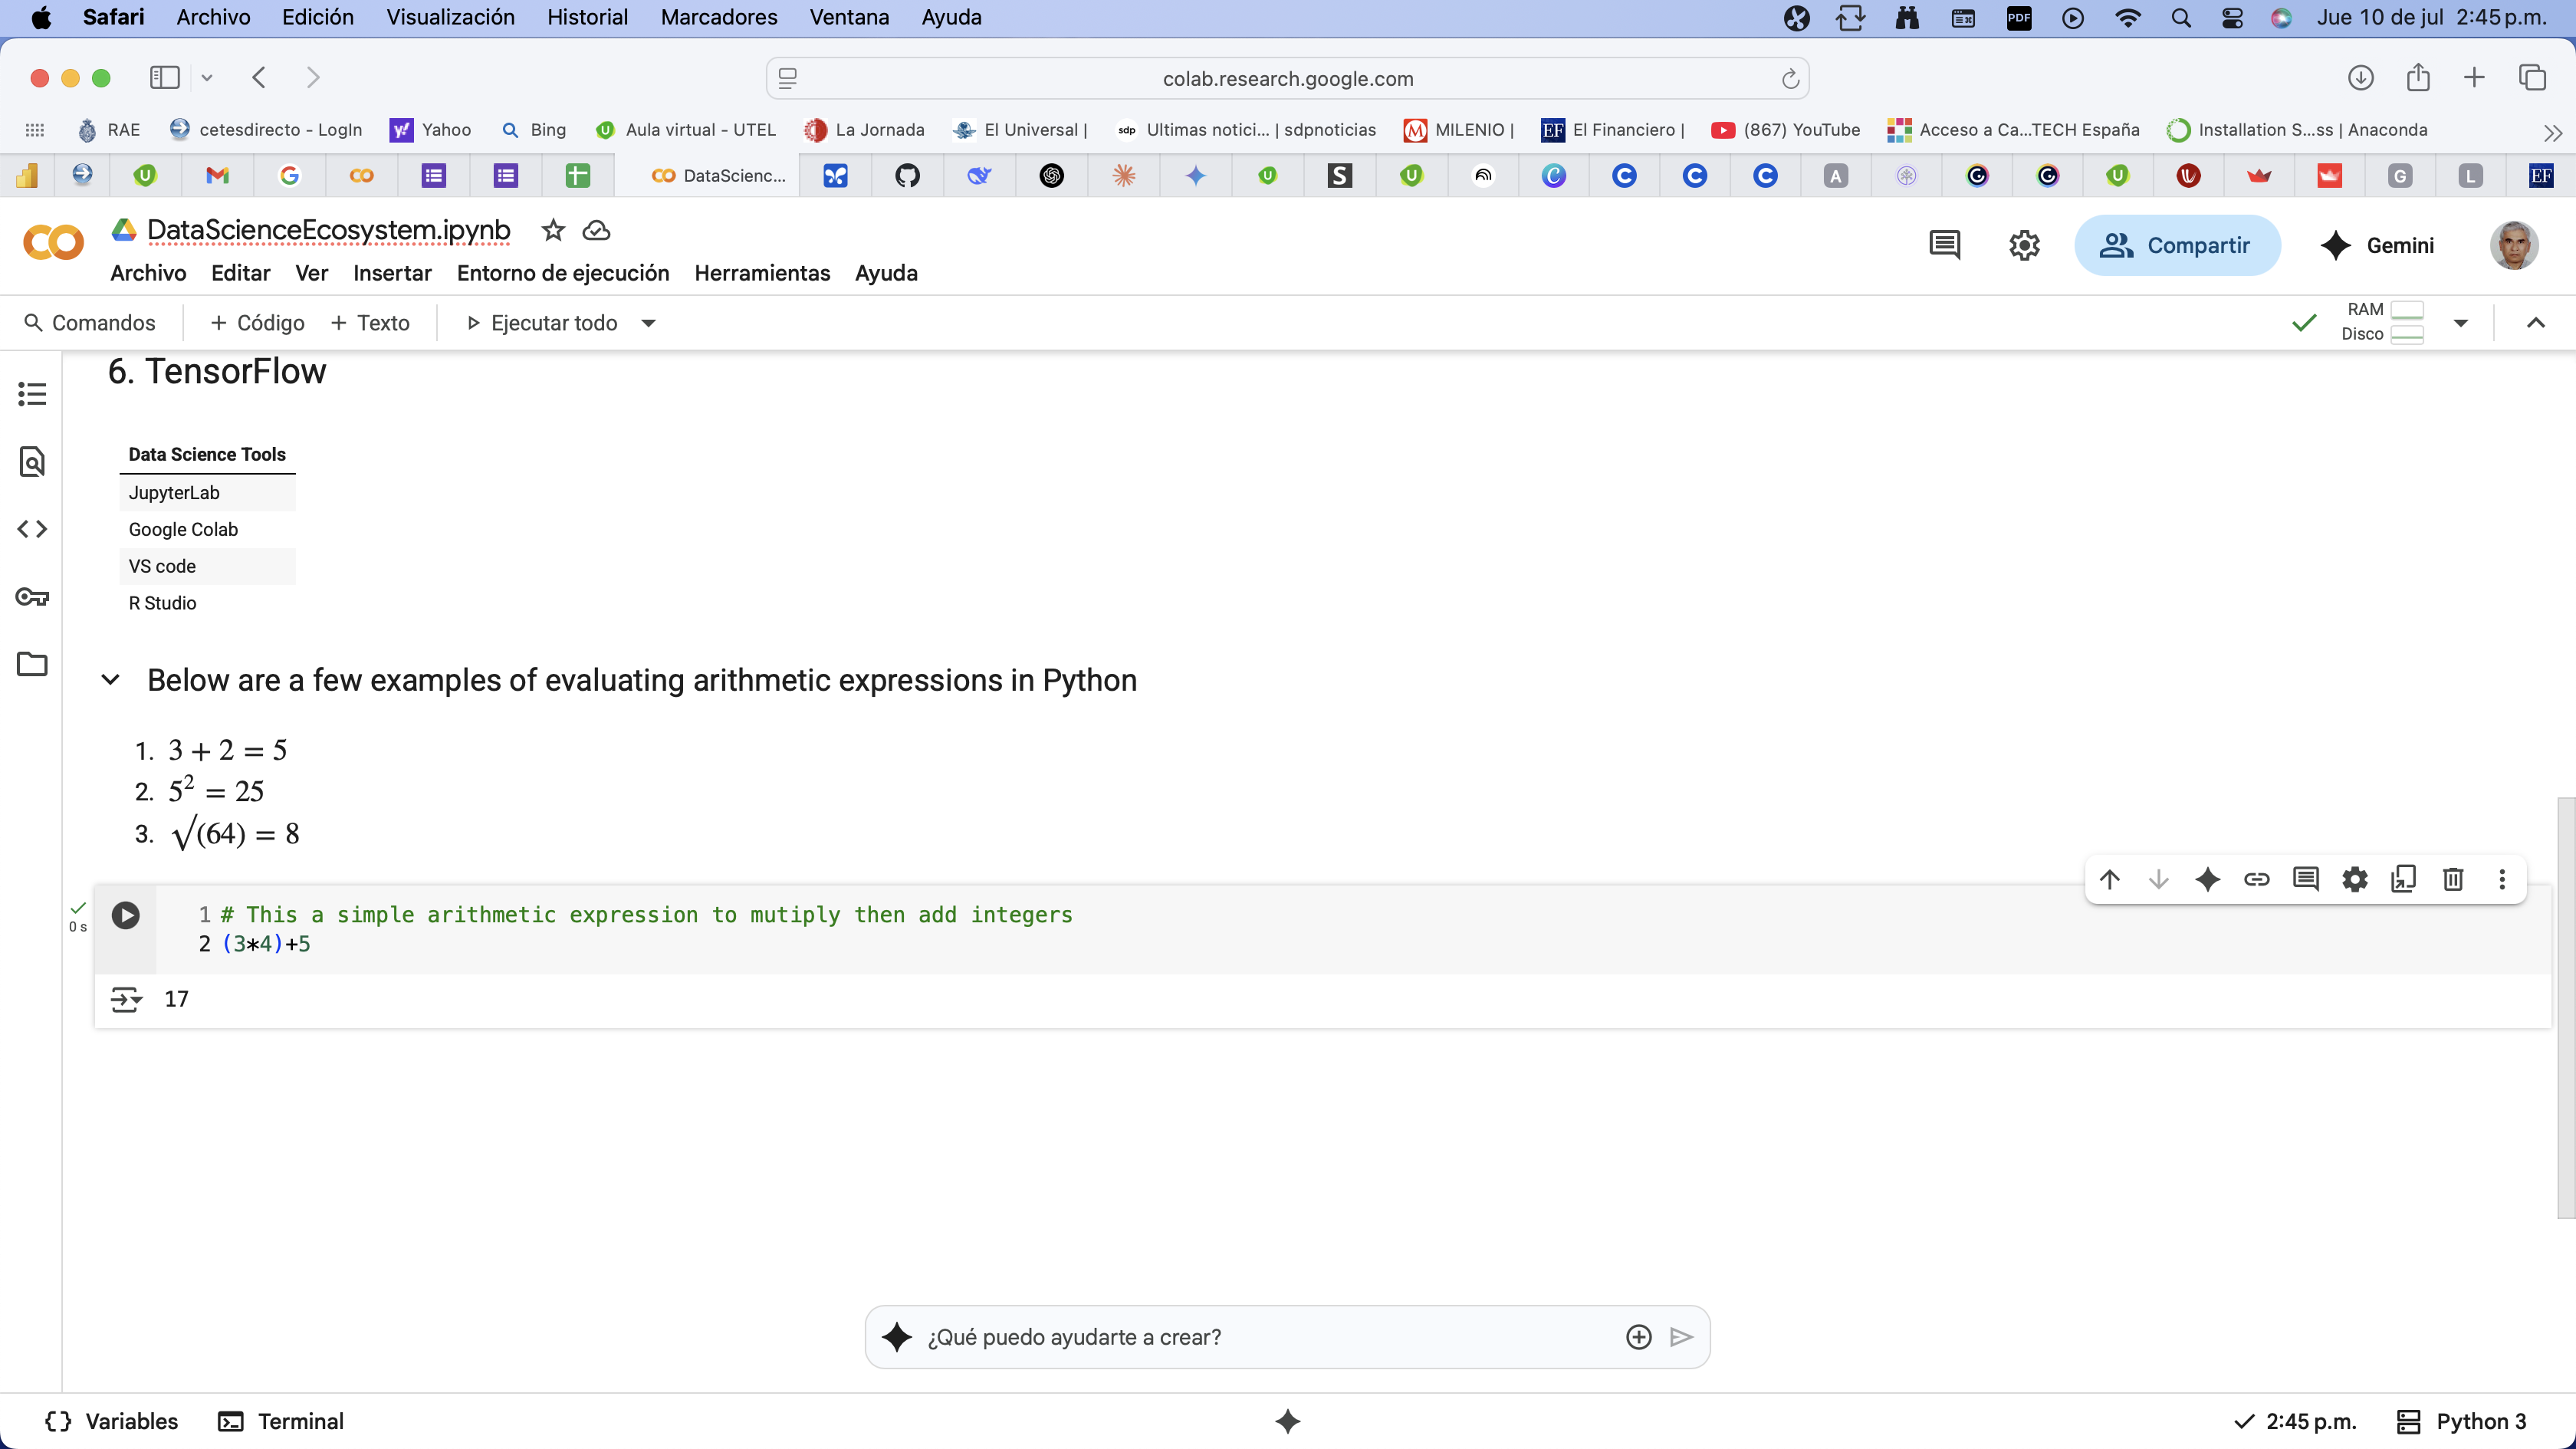 Safari Archivo Edición Visualización Historial Marcadores Ventana Ayuda PDF Jue 10 de jul 2:45 p.m.
colab.research.google.com
RAE cetesdirecto - LogIn Yahoo Bing Aula virtual - UTEL La Jornada El Universal | sdp Ultimas notici... | sdpnoticias MILENIO | EF El Financiero | (867) YouTube Acceso a Ca...TECH España Installation S...ss | Anaconda
DataScienc... S A G L EF
DataScienceEcosystem.ipynb
Archivo Editar Ver Insertar Entorno de ejecución Herramientas Ayuda
Compartir Gemini
Comandos + Código + Texto Ejecutar todo
RAM
Disco
6. TensorFlow
Data Science Tools
JupyterLab
Google Colab
VS code
R Studio
Below are a few examples of evaluating arithmetic expressions in Python
1. 3 + 2 = 5
2. 5² = 25
3. √(64) = 8
0 s
1 # This a simple arithmetic expression to mutiply then add integers
2 (3*4)+5
17
¿Qué puedo ayudarte a crear?
Variables Terminal 2:45 p.m. Python 3